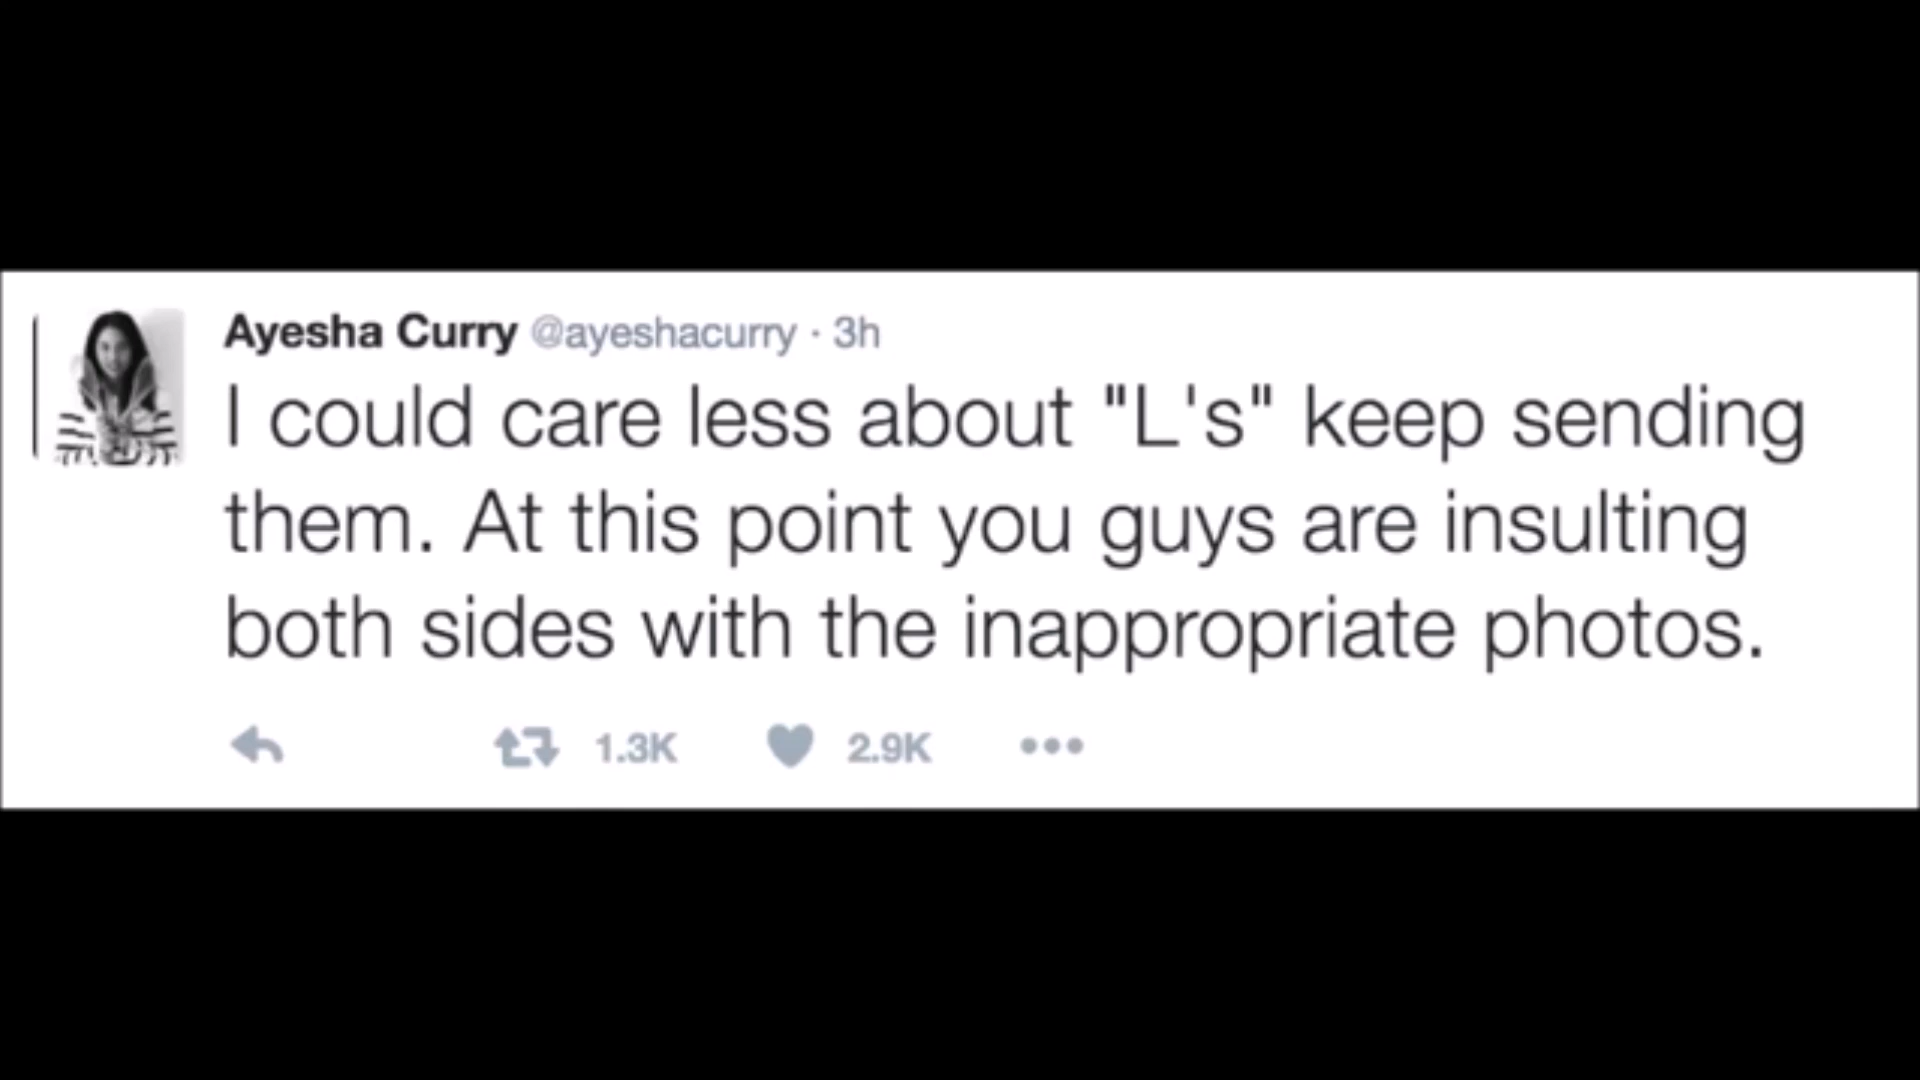 Ayesha Curry @ayeshacurry · 3h
I could care less about "L's" keep sending
them. At this point you guys are insulting
both sides with the inappropriate photos.
1.3K 2.9K